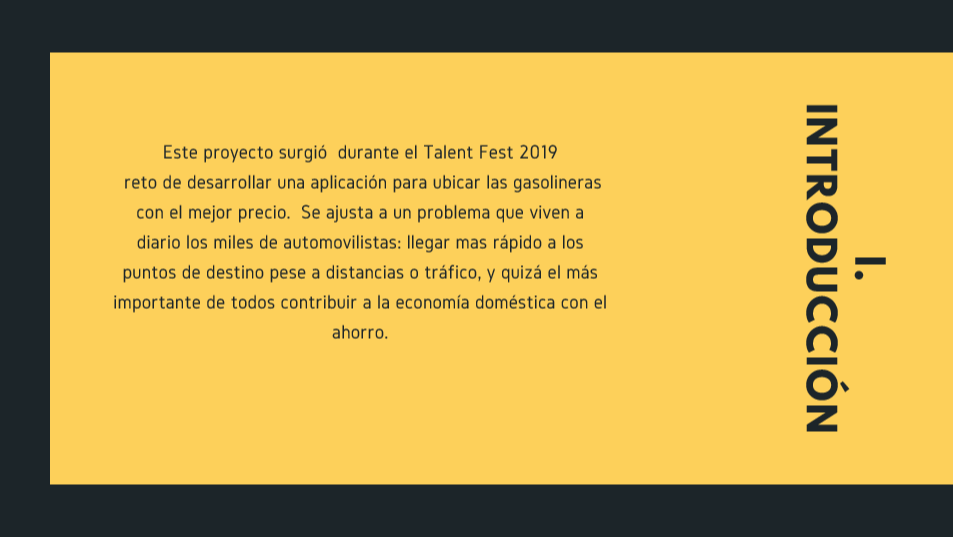 I.
INTRODUCCIÓN
Este proyecto surgió  durante el Talent Fest 2019
reto de desarrollar una aplicación para ubicar las gasolineras
con el mejor precio.  Se ajusta a un problema que viven a
diario los miles de automovilistas: llegar mas rápido a los
puntos de destino pese a distancias o tráfico, y quizá el más
importante de todos contribuir a la economía doméstica con el
ahorro.